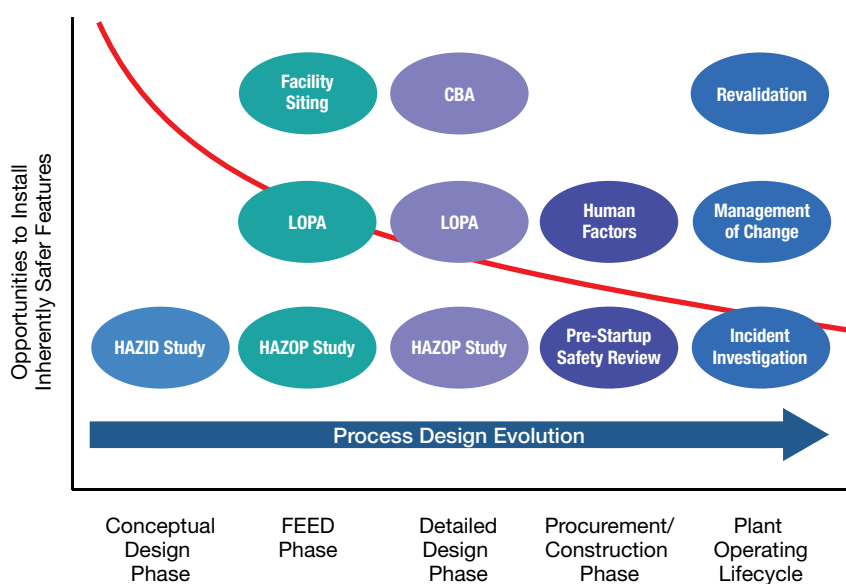 Opportunities to Install
Inherently Safer Features
Facility
Siting
CBA
Revalidation
LOPA
LOPA
Human
Factors
Management
of Change
HAZID Study
HAZOP Study
HAZOP Study
Pre-Startup
Safety Review
Incident
Investigation
Process Design Evolution
Conceptual
Design
Phase
FEED
Phase
Detailed
Design
Phase
Procurement/
Construction
Phase
Plant
Operating
Lifecycle